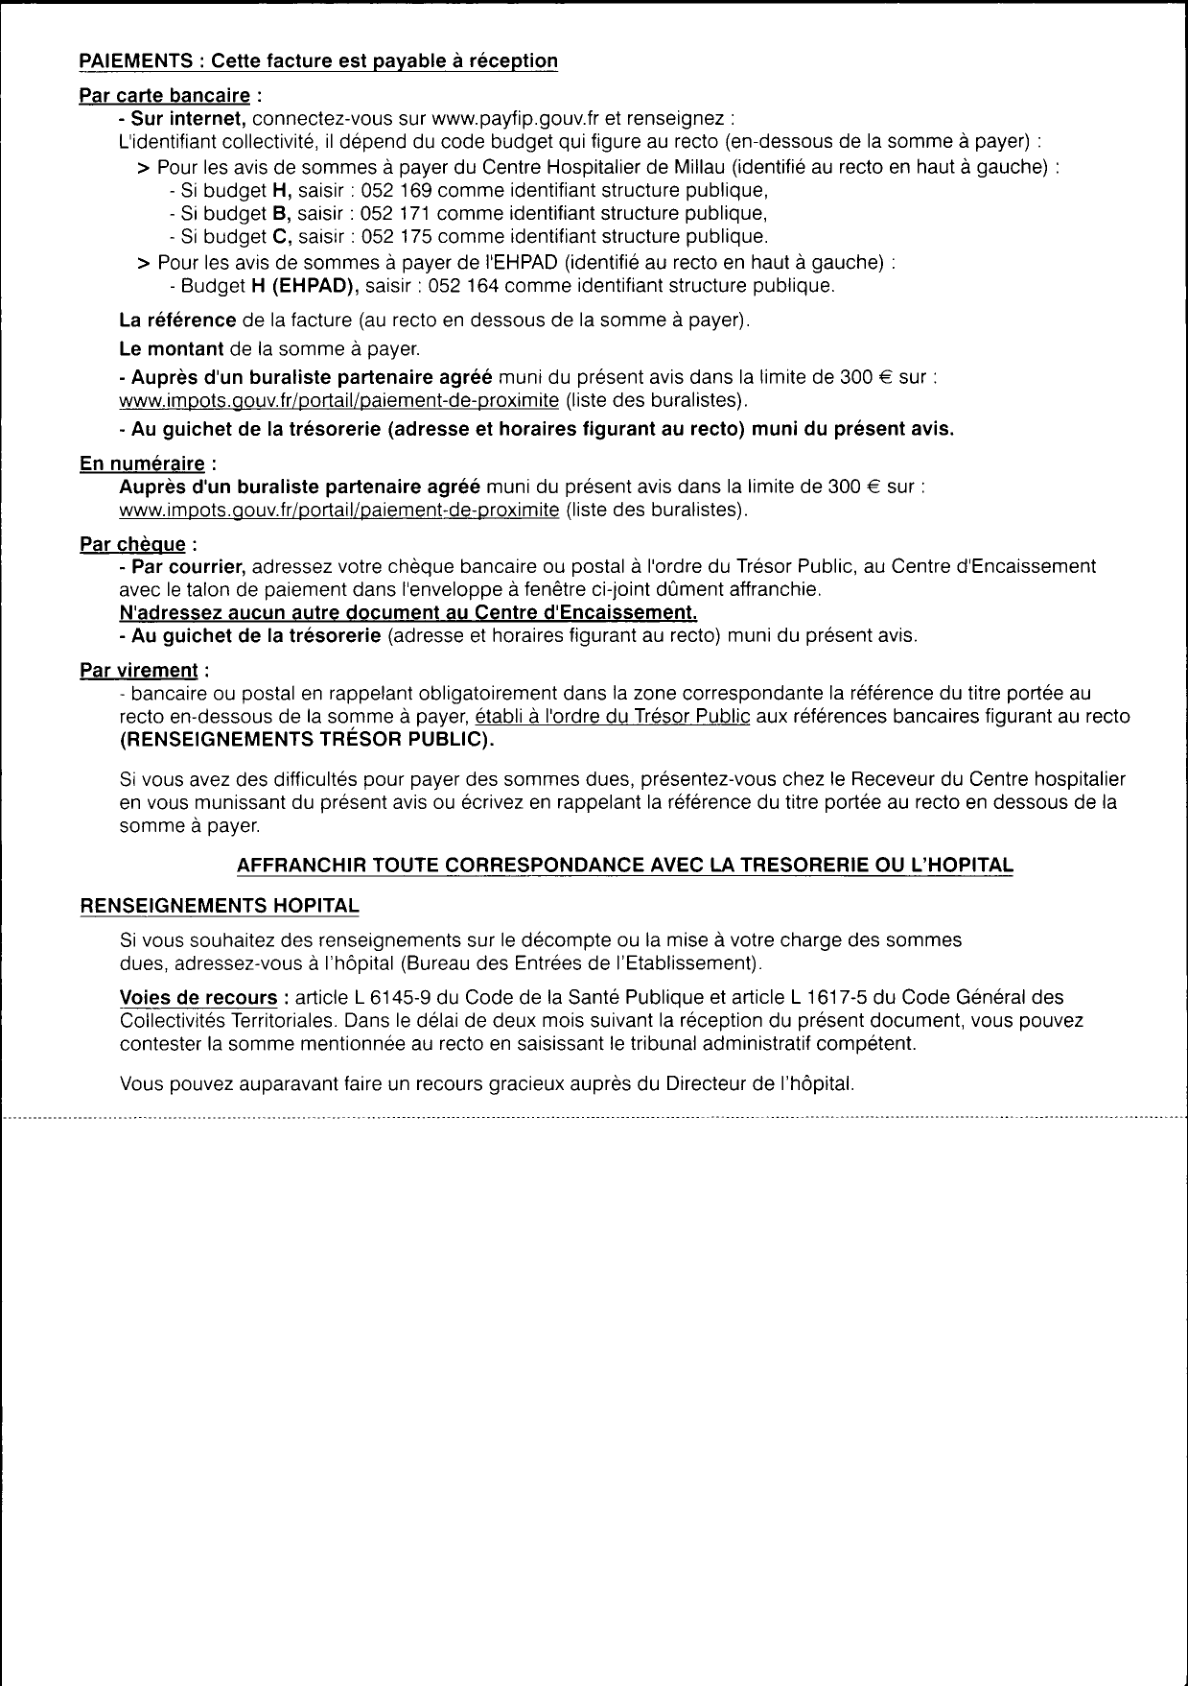 PAIEMENTS : Cette facture est payable à réception
Par carte bancaire :
- Sur internet, connectez-vous sur www.payfip.gouv.fr et renseignez :
L'identifiant collectivité, il dépend du code budget qui figure au recto (en-dessous de la somme à payer) :
> Pour les avis de sommes à payer du Centre Hospitalier de Millau (identifié au recto en haut à gauche) :
- Si budget H, saisir : 052 169 comme identifiant structure publique,
- Si budget B, saisir : 052 171 comme identifiant structure publique,
- Si budget C, saisir : 052 175 comme identifiant structure publique.
> Pour les avis de sommes à payer de l'EHPAD (identifié au recto en haut à gauche) :
- Budget H (EHPAD), saisir : 052 164 comme identifiant structure publique.
La référence de la facture (au recto en dessous de la somme à payer).
Le montant de la somme à payer.
- Auprès d'un buraliste partenaire agréé muni du présent avis dans la limite de 300 € sur :
www.impots.gouv.fr/portail/paiement-de-proximite (liste des buralistes).
- Au guichet de la trésorerie (adresse et horaires figurant au recto) muni du présent avis.
En numéraire :
Auprès d'un buraliste partenaire agréé muni du présent avis dans la limite de 300 € sur :
www.impots.gouv.fr/portail/paiement-de-proximite (liste des buralistes).
Par chèque :
- Par courrier, adressez votre chèque bancaire ou postal à l'ordre du Trésor Public, au Centre d'Encaissement
avec le talon de paiement dans l'enveloppe à fenêtre ci-joint dûment affranchie.
N'adressez aucun autre document au Centre d'Encaissement.
- Au guichet de la trésorerie (adresse et horaires figurant au recto) muni du présent avis.
Par virement :
- bancaire ou postal en rappelant obligatoirement dans la zone correspondante la référence du titre portée au
recto en-dessous de la somme à payer, établi à l'ordre du Trésor Public aux références bancaires figurant au recto
(RENSEIGNEMENTS TRÉSOR PUBLIC).
Si vous avez des difficultés pour payer des sommes dues, présentez-vous chez le Receveur du Centre hospitalier
en vous munissant du présent avis ou écrivez en rappelant la référence du titre portée au recto en dessous de la
somme à payer.
AFFRANCHIR TOUTE CORRESPONDANCE AVEC LA TRESORERIE OU L'HOPITAL
RENSEIGNEMENTS HOPITAL
Si vous souhaitez des renseignements sur le décompte ou la mise à votre charge des sommes
dues, adressez-vous à l'hôpital (Bureau des Entrées de l'Etablissement).
Voies de recours : article L 6145-9 du Code de la Santé Publique et article L 1617-5 du Code Général des
Collectivités Territoriales. Dans le délai de deux mois suivant la réception du présent document, vous pouvez
contester la somme mentionnée au recto en saisissant le tribunal administratif compétent.
Vous pouvez auparavant faire un recours gracieux auprès du Directeur de l'hôpital.